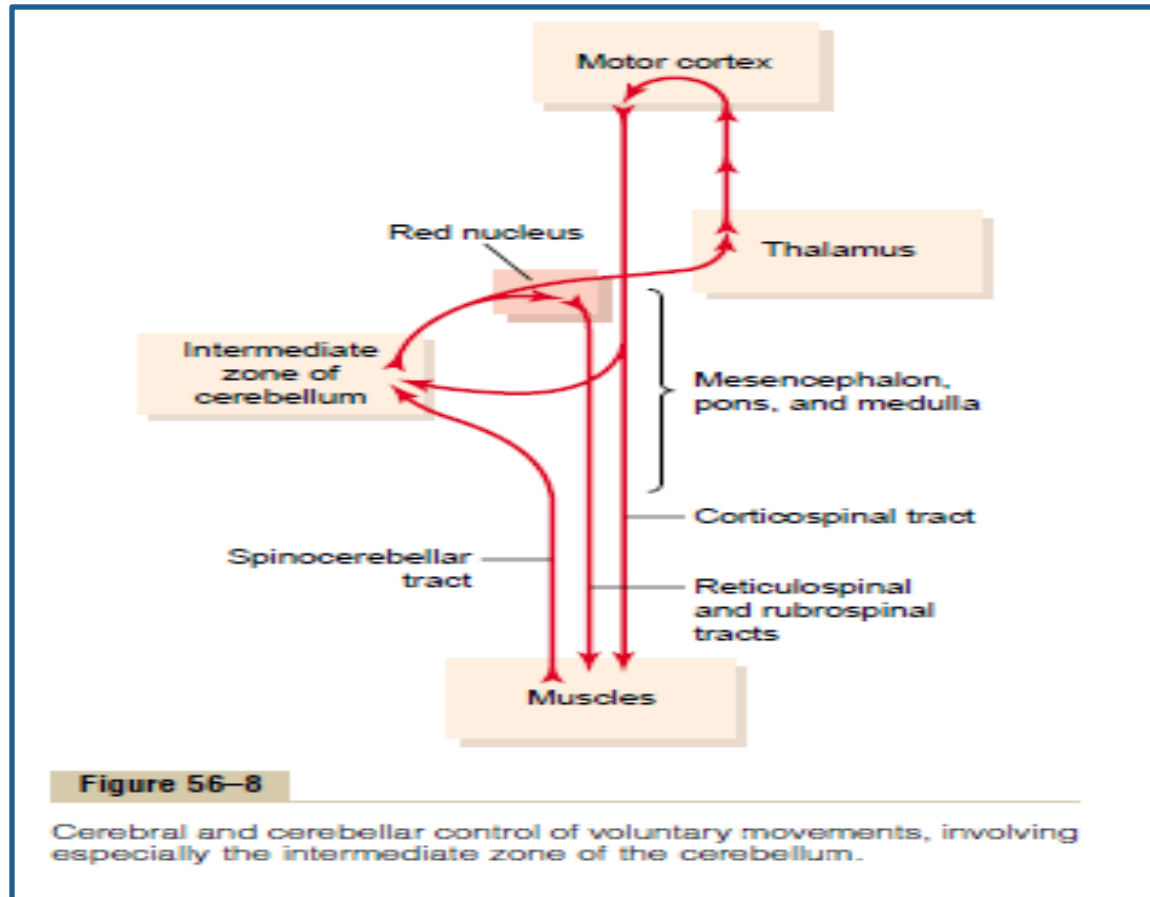 Motor cortex
Red nucleus
Thalamus
Intermediate
zone of
cerebellum
Mesencephalon,
pons, and medulla
Corticospinal tract
Spinocerebellar
tract
Reticulospinal
and rubrospinal
tracts
Muscles
Figure 56–8
Cerebral and cerebellar control of voluntary movements, involving
especially the intermediate zone of the cerebellum.